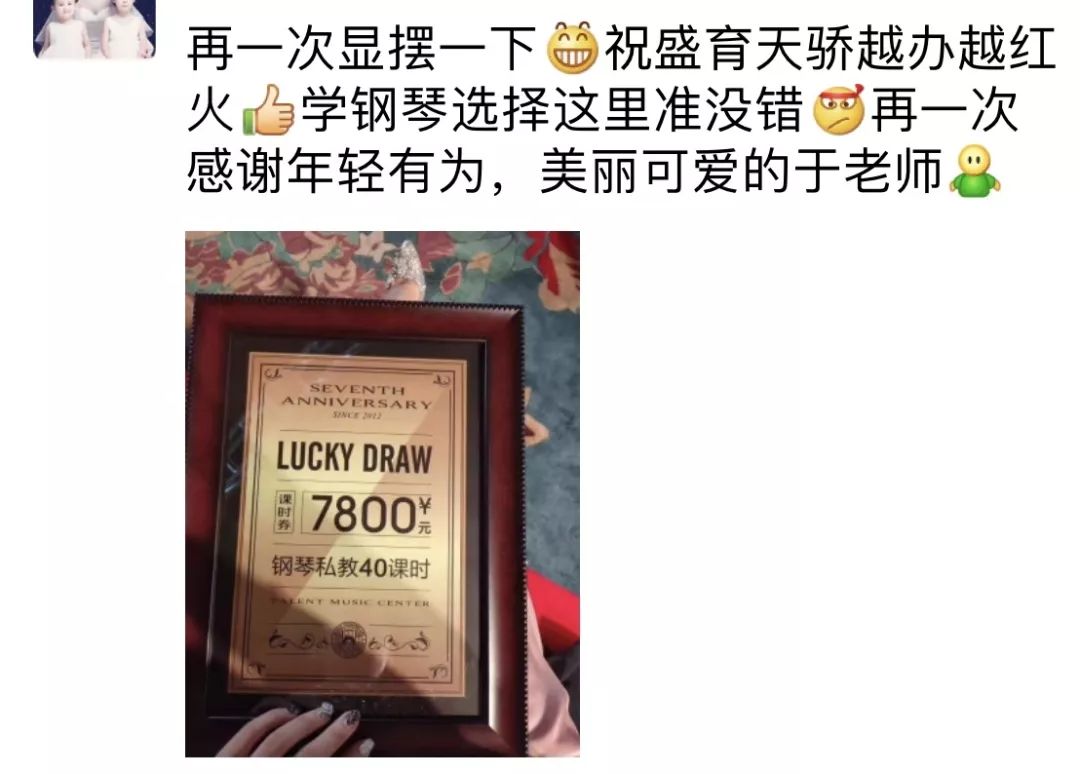 再一次显摆一下😁祝盛育天骄越办越红
火👍学钢琴选择这里准没错再一次
感谢年轻有为，美丽可爱的于老师
SEVENTH
ANNIVERSARY
SINCE 2012
LUCKY DRAW
课时券 7800¥元
钢琴私教40课时
TALENT MUSIC CENTER